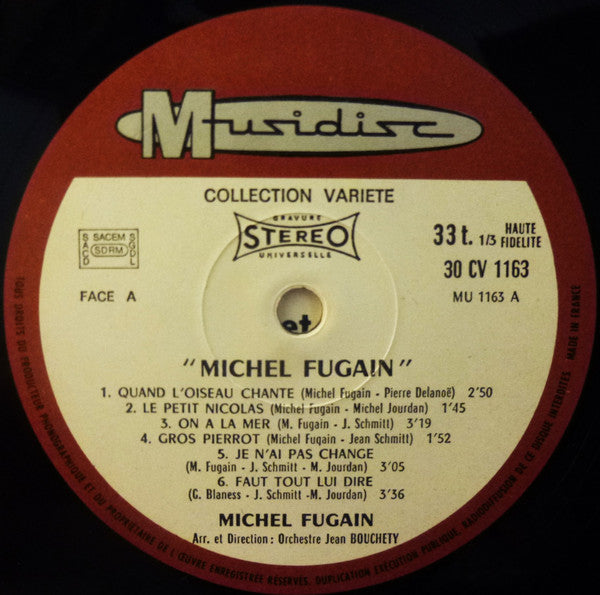 Musidisc
COLLECTION VARIETE
GRAVURE
STEREO
UNIVERSELLE
33 t. 1/3 HAUTE FIDELITE
30 CV 1163
MU 1163 A
SACEM
SACD SDRM SGDL
FACE A
et
"MICHEL FUGAIN"
1. QUAND L'OISEAU CHANTE (Michel Fugain - Pierre Delanoë) 2'50
2. LE PETIT NICOLAS (Michel Fugain - Michel Jourdan) 1'45
3. ON A LA MER (M. Fugain - J. Schmitt) 3'19
4. GROS PIERROT (Michel Fugain - Jean Schmitt) 1'52
5. JE N'AI PAS CHANGE
(M. Fugain - J. Schmitt - M. Jourdan) 3'05
6. FAUT TOUT LUI DIRE
(G. Blaness - J. Schmitt -M. Jourdan) 3'36
MICHEL FUGAIN
Arr. et Direction : Orchestre Jean BOUCHETY
TOUS DROITS DU PRODUCTEUR PHONOGRAPHIQUE ET DU PROPRIETAIRE DE L'ŒUVRE ENREGISTRÉE RÉSERVÉS. DUPLICATION, EXÉCUTION PUBLIQUE, RADIODIFFUSION DE CE DISQUE INTERDITES. MADE IN FRANCE